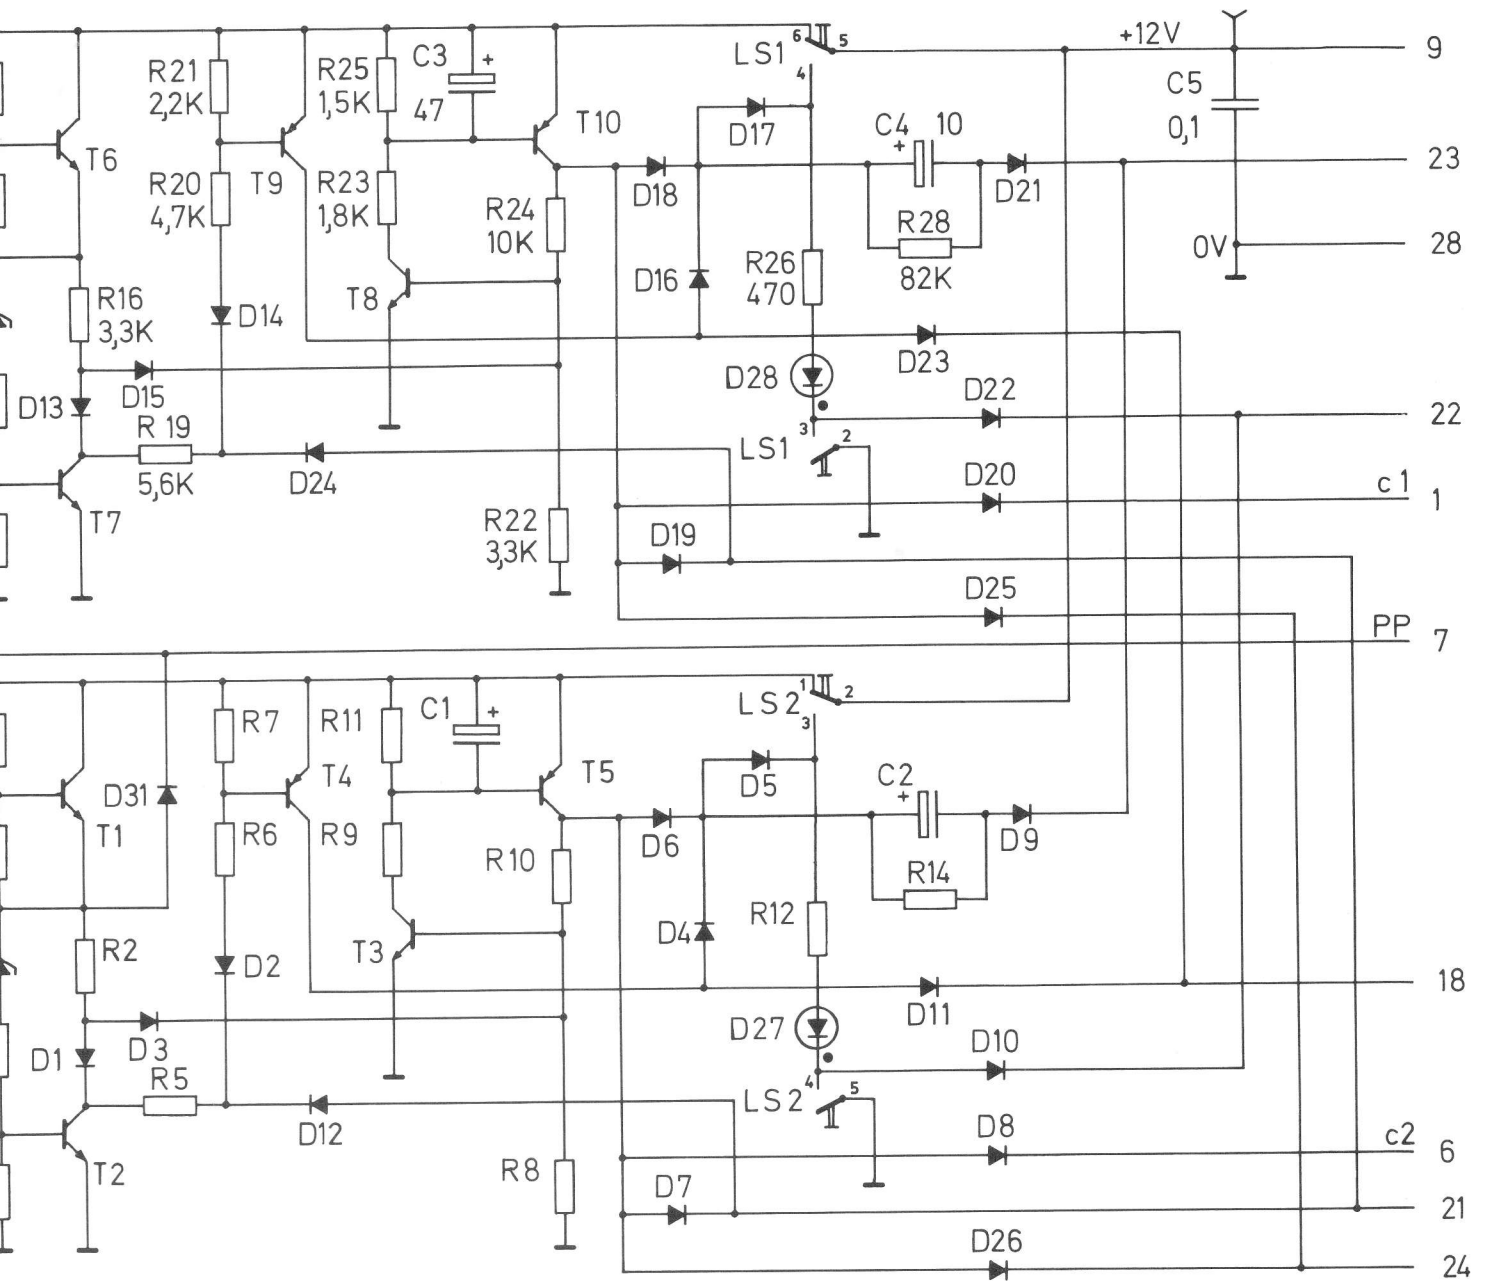 6
5
LS1
4
+12V
9
R21
2,2K
R25
1,5K
C3
+
47
T10
C5
0,1
D17
C4
10
+
23
T6
R20
4,7K
T9
R23
1,8K
D18
D21
R24
10K
R28
82K
0V
28
D16
R26
470
T8
R16
3,3K
D14
D23
D28
D15
D13
D22
22
R 19
5,6K
3
LS1
2
D24
D20
c1
1
T7
R22
3,3K
D19
D25
PP
7
LS2
1
2
3
R7
R11
C1
+
T4
T5
D5
C2
+
D31
T1
R6
R9
D6
D9
R10
R14
R12
R2
D2
T3
D4
D11
18
D27
D3
D1
R5
D10
4
LS2
5
D12
D8
c2
6
T2
R8
D7
21
D26
24